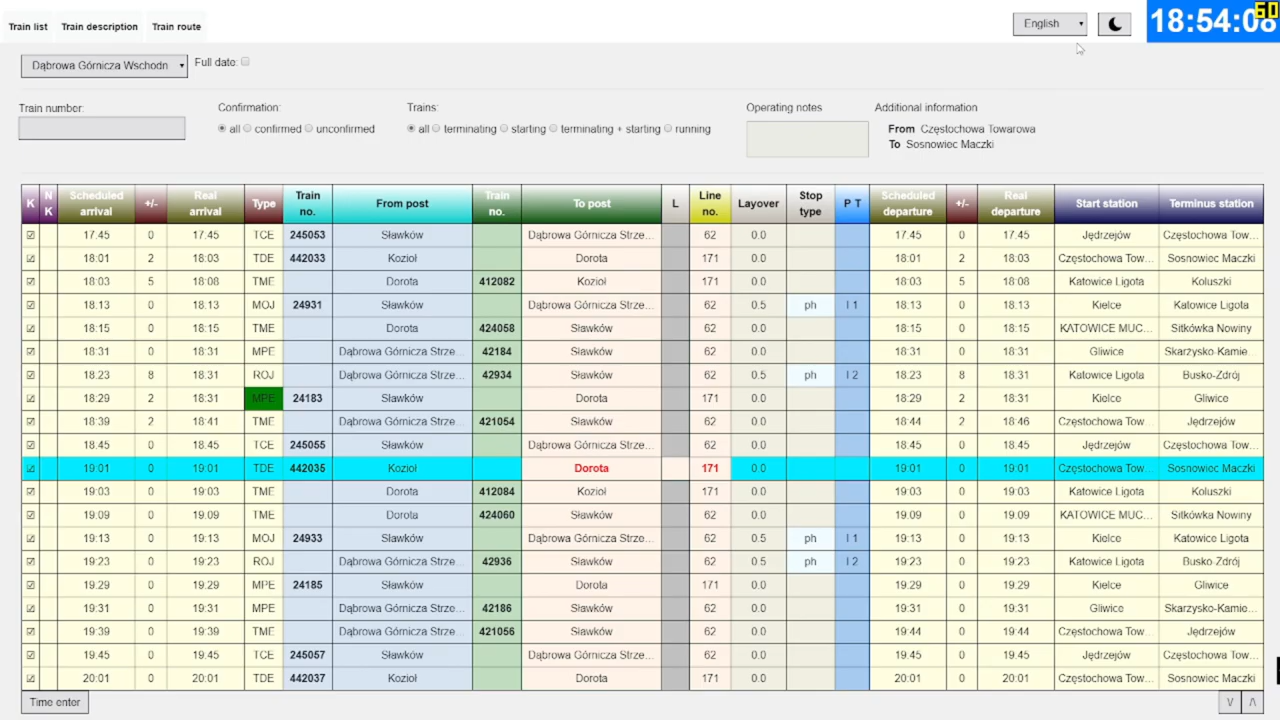 Train list Train description Train route English 18:54:08 60
Dąbrowa Górnicza Wschodn Full date:
Train number: Confirmation: Trains: Operating notes Additional information
all confirmed unconfirmed all terminating starting terminating + starting running From Częstochowa Towarowa
To Sosnowiec Maczki
K N K Scheduled arrival +/- Real arrival Type Train no. From post Train no. To post L Line no. Layover Stop type P T Scheduled departure +/- Real departure Start station Terminus station
17:45 0 17:45 TCE 245053 Sławków Dąbrowa Górnicza Strze... 62 0.0 17:45 0 17:45 Jędrzejów Częstochowa Tow...
18:01 2 18:03 TDE 442033 Kozioł Dorota 171 0.0 18:01 2 18:03 Częstochowa Tow... Sosnowiec Maczki
18:03 5 18:08 TME Dorota 412082 Kozioł 171 0.0 18:03 5 18:08 Katowice Ligota Koluszki
18:13 0 18:13 MOJ 24931 Sławków Dąbrowa Górnicza Strze... 62 0.5 ph I 1 18:13 0 18:13 Kielce Katowice Ligota
18:15 0 18:15 TME Dorota 424058 Sławków 62 0.0 18:15 0 18:15 KATOWICE MUC... Sitkówka Nowiny
18:31 0 18:31 MPE Dąbrowa Górnicza Strze... 42184 Sławków 62 0.0 18:31 0 18:31 Gliwice Skarżysko-Kamie...
18:23 8 18:31 ROJ Dąbrowa Górnicza Strze... 42934 Sławków 62 0.5 ph I 2 18:23 8 18:31 Katowice Ligota Busko-Zdrój
18:29 2 18:31 MPE 24183 Sławków Dorota 171 0.0 18:29 2 18:31 Kielce Gliwice
18:39 2 18:41 TME Dąbrowa Górnicza Strze... 421054 Sławków 62 0.0 18:44 2 18:46 Częstochowa Tow... Jędrzejów
18:45 0 18:45 TCE 245055 Sławków Dąbrowa Górnicza Strze... 62 0.0 18:45 0 18:45 Jędrzejów Częstochowa Tow...
19:01 0 19:01 TDE 442035 Kozioł Dorota 171 0.0 19:01 0 19:01 Częstochowa Tow... Sosnowiec Maczki
19:03 0 19:03 TME Dorota 412084 Kozioł 171 0.0 19:03 0 19:03 Katowice Ligota Koluszki
19:09 0 19:09 TME Dorota 424060 Sławków 62 0.0 19:09 0 19:09 KATOWICE MUC... Sitkówka Nowiny
19:13 0 19:13 MOJ 24933 Sławków Dąbrowa Górnicza Strze... 62 0.5 ph I 1 19:13 0 19:13 Kielce Katowice Ligota
19:23 0 19:23 ROJ Dąbrowa Górnicza Strze... 42936 Sławków 62 0.5 ph I 2 19:23 0 19:23 Katowice Ligota Busko-Zdrój
19:29 0 19:29 MPE 24185 Sławków Dorota 171 0.0 19:29 0 19:29 Kielce Gliwice
19:31 0 19:31 MPE Dąbrowa Górnicza Strze... 42186 Sławków 62 0.0 19:31 0 19:31 Gliwice Skarżysko-Kamie...
19:39 0 19:39 TME Dąbrowa Górnicza Strze... 421056 Sławków 62 0.0 19:44 0 19:44 Częstochowa Tow... Jędrzejów
19:45 0 19:45 TCE 245057 Sławków Dąbrowa Górnicza Strze... 62 0.0 19:45 0 19:45 Jędrzejów Częstochowa Tow...
20:01 0 20:01 TDE 442037 Kozioł Dorota 171 0.0 20:01 0 20:01 Częstochowa Tow... Sosnowiec Maczki
Time enter \/ /\